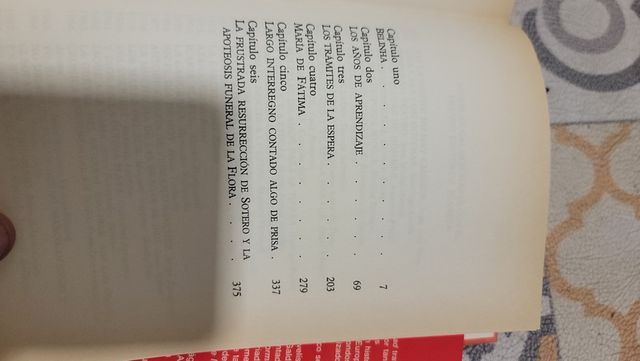 Capítulo uno
BELINHA . . . . . . . . . . . 7
Capítulo dos
LOS AÑOS DE APRENDIZAJE . . . . . . 69
Capítulo tres
LOS TRÁMITES DE LA ESPERA . . . . . 203
Capítulo cuatro
MARÍA DE FÁTIMA . . . . . . . . 279
Capítulo cinco
LARGO INTERREGNO CONTADO ALGO DE PRISA . 337
Capítulo seis
LA FRUSTRADA RESURRECCIÓN DE SOTERO Y LA
APOTEOSIS FUNERAL DE LA FLORA . . . . 375